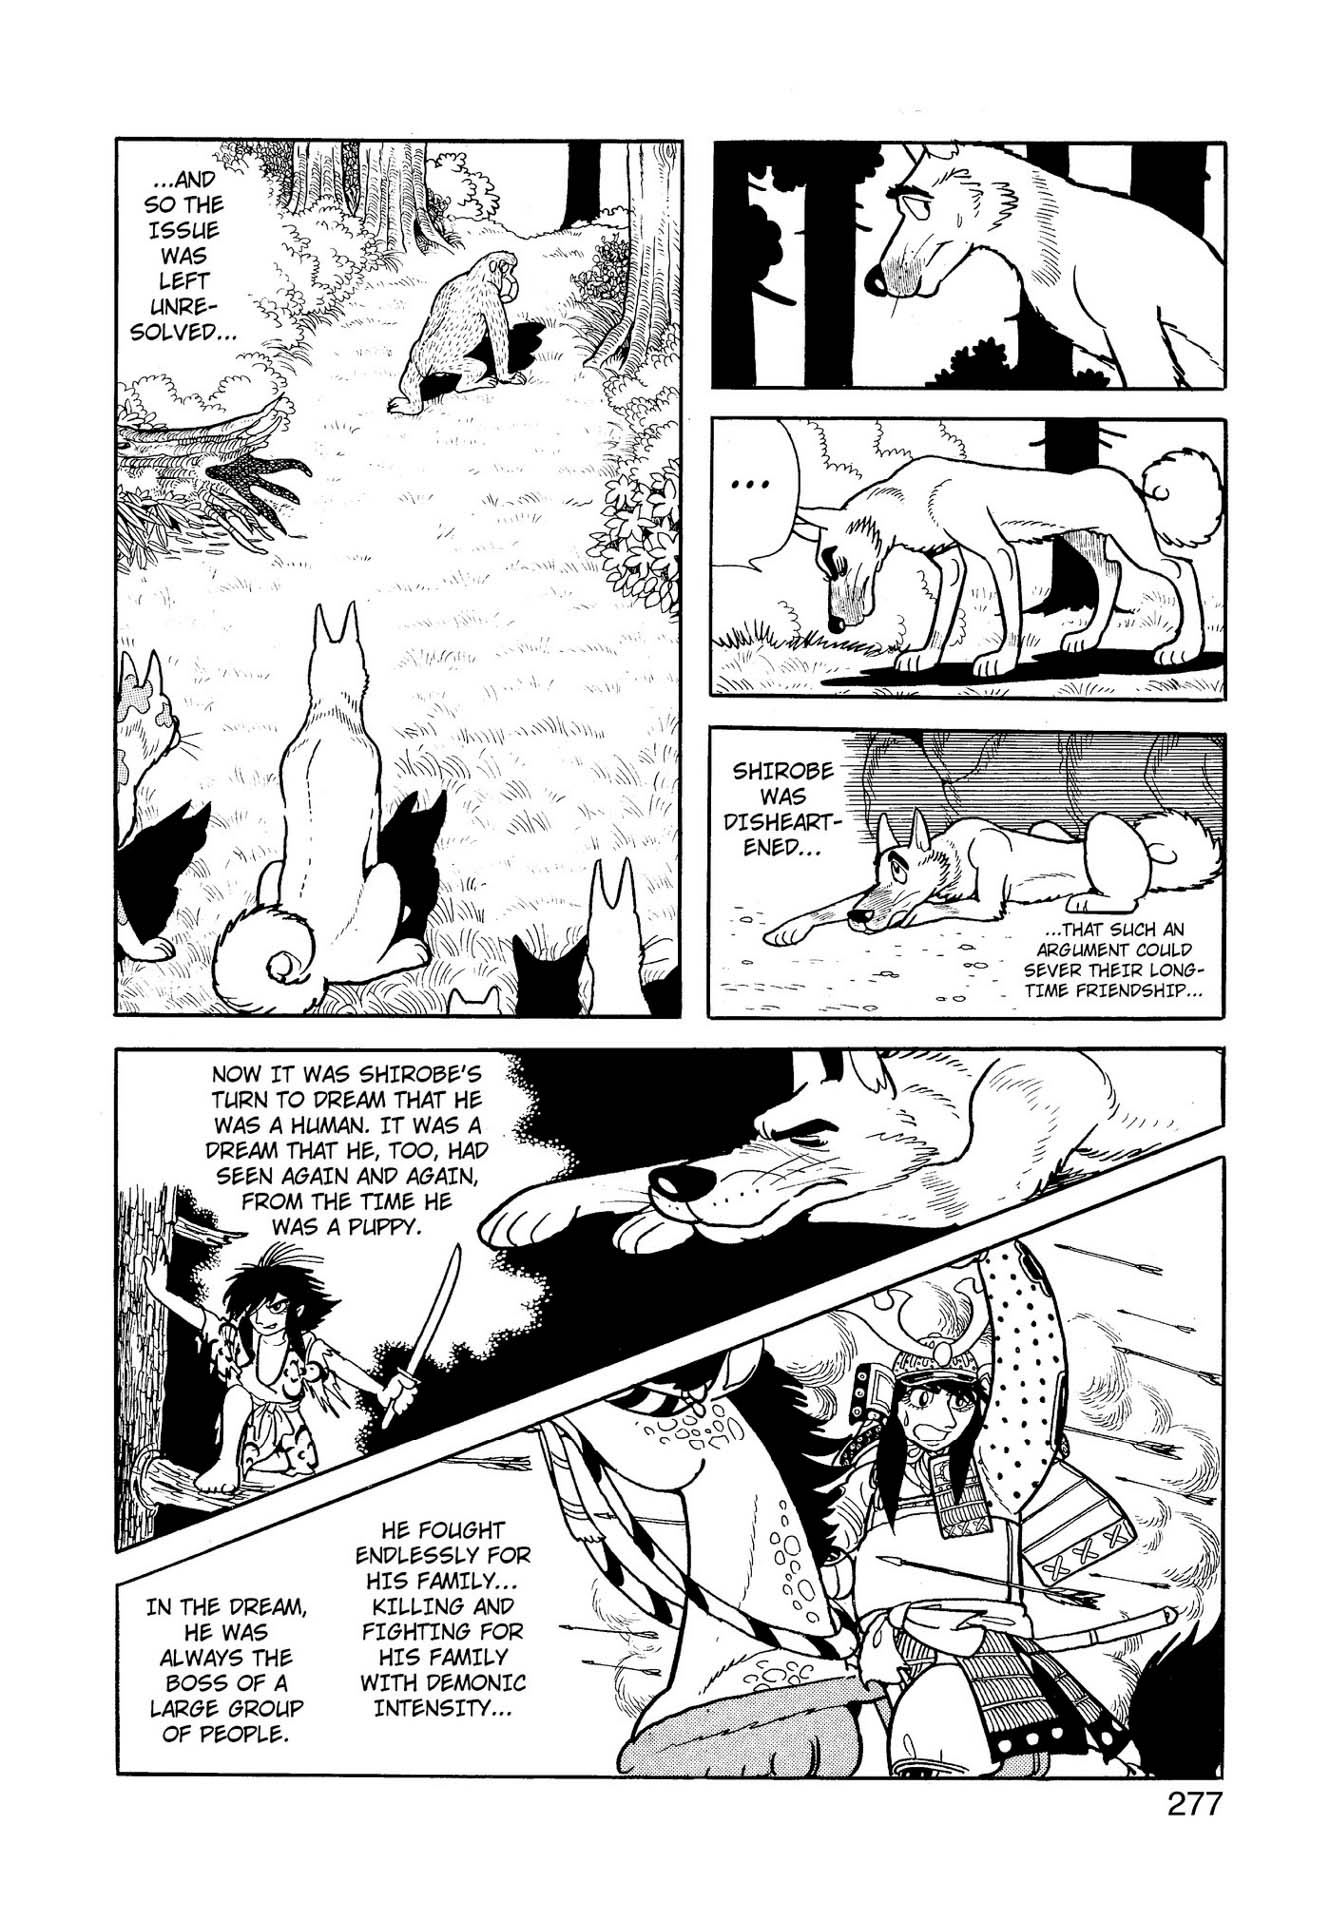 ...
SHIROBE
WAS
DISHEART-
ENED...
...THAT SUCH AN
ARGUMENT COULD
SEVER THEIR LONG-
TIME FRIENDSHIP...
...AND
SO THE
ISSUE
WAS
LEFT
UNRE-
SOLVED...
NOW IT WAS SHIROBE'S
TURN TO DREAM THAT HE
WAS A HUMAN. IT WAS A
DREAM THAT HE, TOO, HAD
SEEN AGAIN AND AGAIN,
FROM THE TIME HE
WAS A PUPPY.
HE FOUGHT
ENDLESSLY FOR
HIS FAMILY...
KILLING AND
FIGHTING FOR
HIS FAMILY
WITH DEMONIC
INTENSITY...
IN THE DREAM,
HE WAS
ALWAYS THE
BOSS OF A
LARGE GROUP
OF PEOPLE.
277